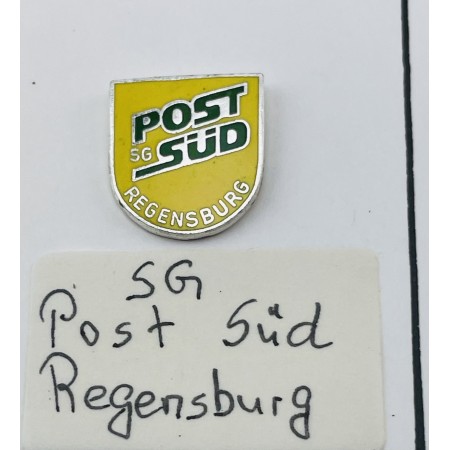 POST
SG SÜD
REGENSBURG
SG
Post Süd
Regensburg